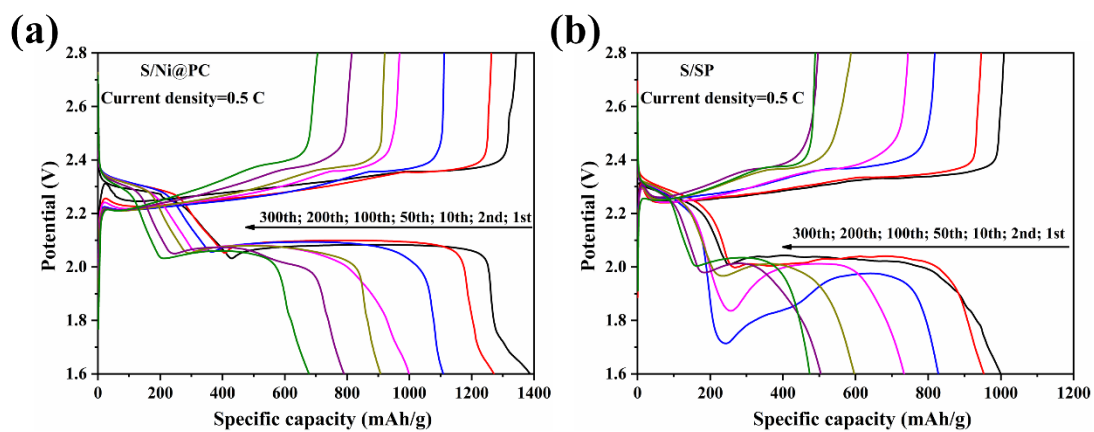 (a)
S/Ni@PC
Current density=0.5 C
300th; 200th; 100th; 50th; 10th; 2nd; 1st
Potential (V)
2.8
2.6
2.4
2.2
2.0
1.8
1.6
0 200 400 600 800 1000 1200 1400
Specific capacity (mAh/g)
(b)
S/SP
Current density=0.5 C
300th; 200th; 100th; 50th; 10th; 2nd; 1st
Potential (V)
2.8
2.6
2.4
2.2
2.0
1.8
1.6
0 200 400 600 800 1000 1200
Specific capacity (mAh/g)